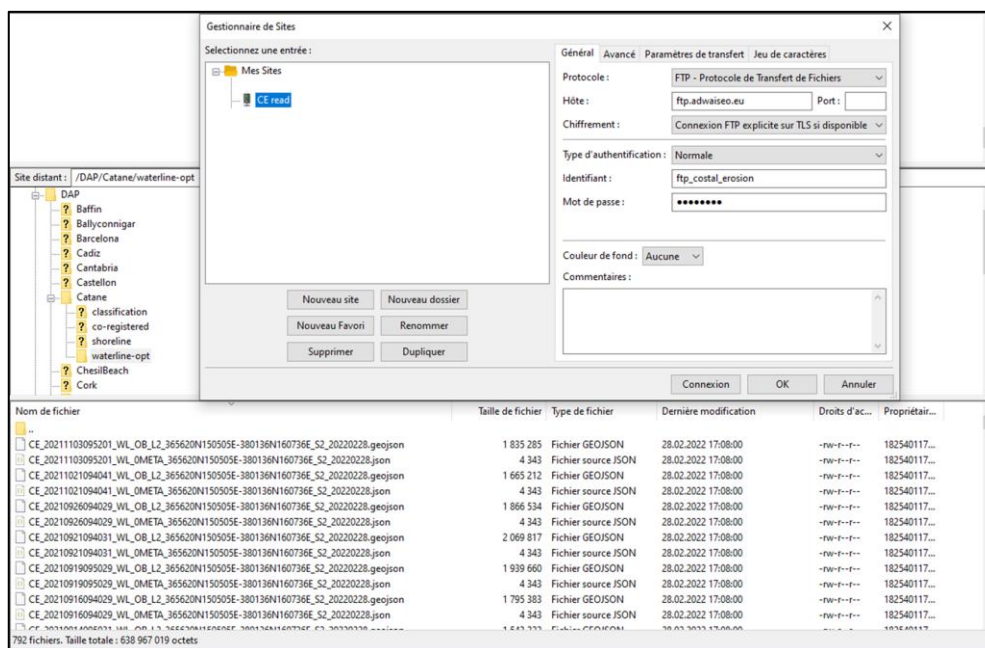 Gestionnaire de Sites
Selectionnez une entrée :
Mes Sites
CE read
Nouveau site Nouveau dossier
Nouveau Favori Renommer
Supprimer Dupliquer
Général Avancé Paramètres de transfert Jeu de caractères
Protocole : FTP - Protocole de Transfert de Fichiers
Hôte : ftp.adwaiseo.eu Port :
Chiffrement : Connexion FTP explicite sur TLS si disponible
Type d'authentification : Normale
Identifiant : ftp_costal_erosion
Mot de passe : ●●●●●●●●
Couleur de fond : Aucune
Commentaires :
Connexion OK Annuler
Site distant : /DAP/Catane/waterline-opt
DAP
? Baffin
? Ballyconnigar
? Barcelona
? Cadiz
? Cantabria
? Castellon
Catane
? classification
? co-registered
? shoreline
waterline-opt
? ChesilBeach
? Cork
Nom de fichier Taille de fichier Type de fichier Dernière modification Droits d'ac... Propriétair...
..
CE_20211103095201_WL_OB_L2_365620N150505E-380136N160736E_S2_20220228.geojson 1 835 285 Fichier GEOJSON 28.02.2022 17:08:00 -rw-r--r-- 182540117...
CE_20211103095201_WL_0META_365620N150505E-380136N160736E_S2_20220228.json 4 343 Fichier source JSON 28.02.2022 17:08:00 -rw-r--r-- 182540117...
CE_20211021094041_WL_OB_L2_365620N150505E-380136N160736E_S2_20220228.geojson 1 665 212 Fichier GEOJSON 28.02.2022 17:08:00 -rw-r--r-- 182540117...
CE_20211021094041_WL_0META_365620N150505E-380136N160736E_S2_20220228.json 4 343 Fichier source JSON 28.02.2022 17:08:00 -rw-r--r-- 182540117...
CE_20210926094029_WL_OB_L2_365620N150505E-380136N160736E_S2_20220228.geojson 1 866 534 Fichier GEOJSON 28.02.2022 17:08:00 -rw-r--r-- 182540117...
CE_20210926094029_WL_0META_365620N150505E-380136N160736E_S2_20220228.json 4 343 Fichier source JSON 28.02.2022 17:08:00 -rw-r--r-- 182540117...
CE_20210921094031_WL_OB_L2_365620N150505E-380136N160736E_S2_20220228.geojson 2 069 817 Fichier GEOJSON 28.02.2022 17:08:00 -rw-r--r-- 182540117...
CE_20210921094031_WL_0META_365620N150505E-380136N160736E_S2_20220228.json 4 343 Fichier source JSON 28.02.2022 17:08:00 -rw-r--r-- 182540117...
CE_20210919095029_WL_OB_L2_365620N150505E-380136N160736E_S2_20220228.geojson 1 939 660 Fichier GEOJSON 28.02.2022 17:08:00 -rw-r--r-- 182540117...
CE_20210919095029_WL_0META_365620N150505E-380136N160736E_S2_20220228.json 4 343 Fichier source JSON 28.02.2022 17:08:00 -rw-r--r-- 182540117...
CE_20210916094029_WL_OB_L2_365620N150505E-380136N160736E_S2_20220228.geojson 1 795 383 Fichier GEOJSON 28.02.2022 17:08:00 -rw-r--r-- 182540117...
CE_20210916094029_WL_0META_365620N150505E-380136N160736E_S2_20220228.json 4 343 Fichier source JSON 28.02.2022 17:08:00 -rw-r--r-- 182540117...
792 fichiers. Taille totale : 638 967 019 octets